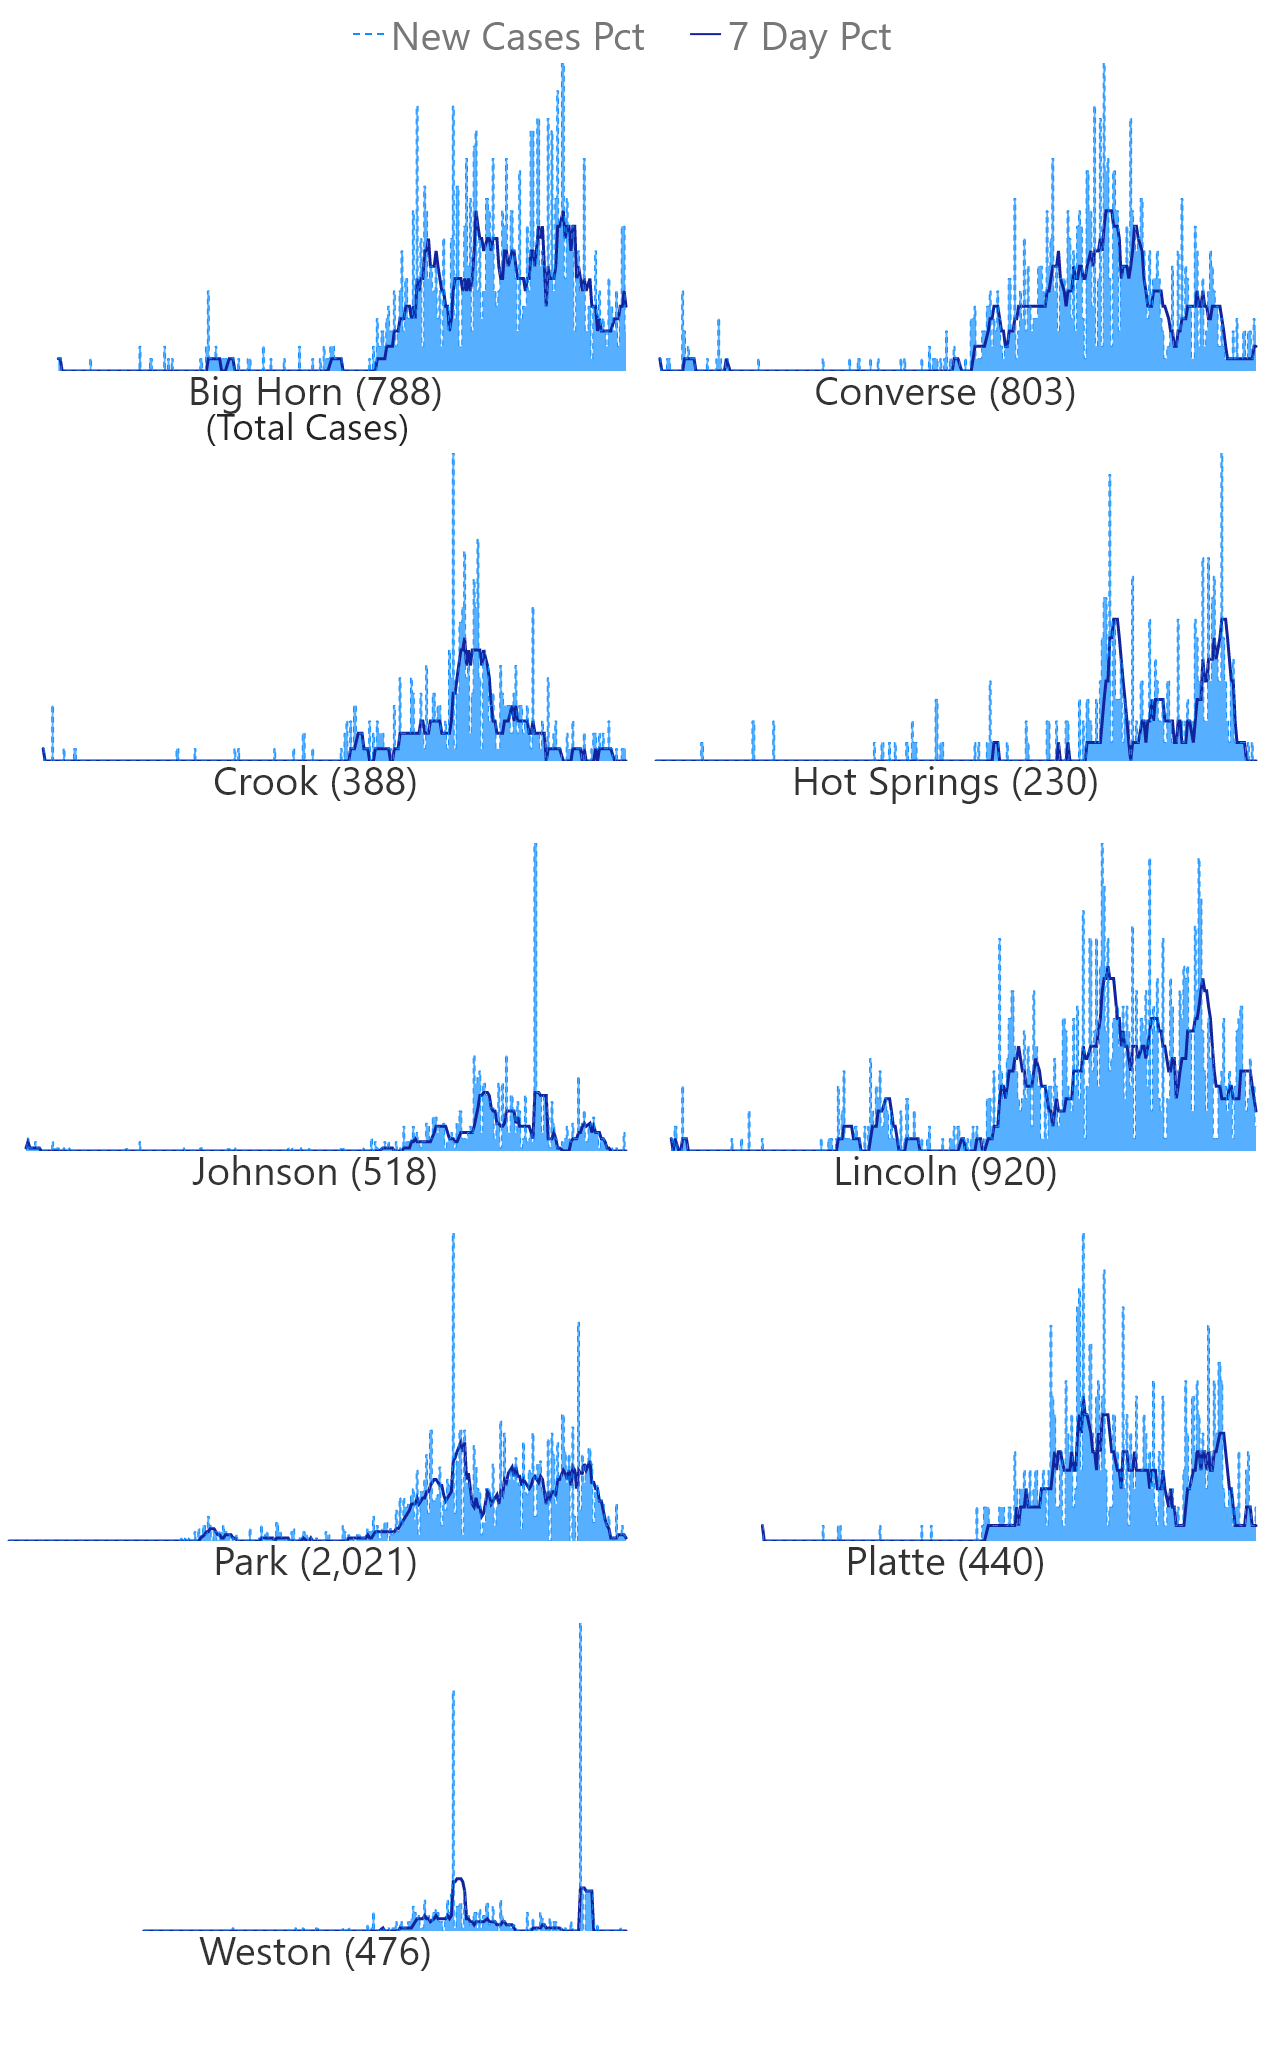 New Cases Pct 7 Day Pct
Big Horn (788) Converse (803)
(Total Cases)
Crook (388) Hot Springs (230)
Johnson (518) Lincoln (920)
Park (2,021) Platte (440)
Weston (476)